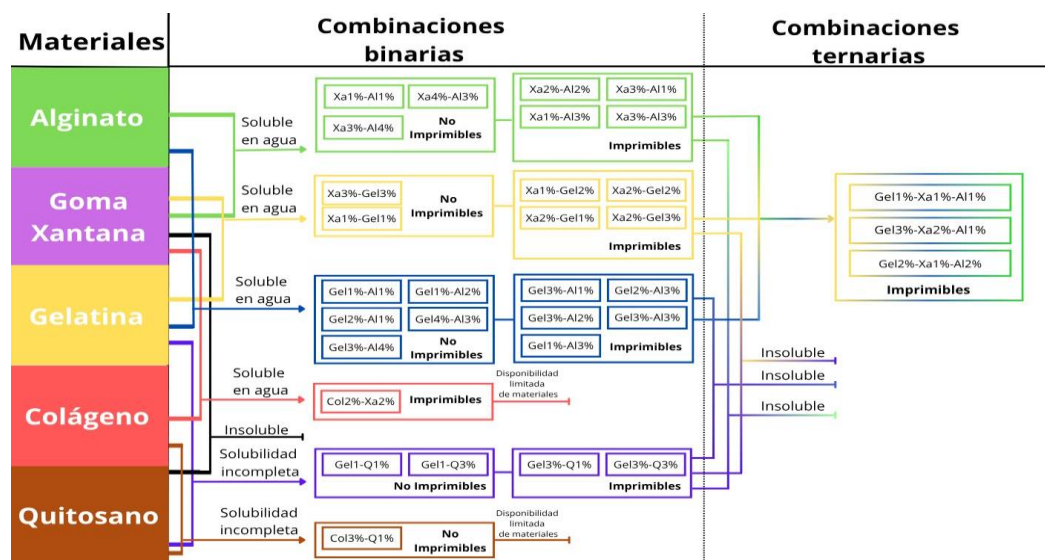 Materiales
Combinaciones
binarias
Combinaciones
ternarias
Alginato
Goma
Xantana
Gelatina
Colágeno
Quitosano
Soluble
en agua
Xa1%-Al1%
Xa4%-Al3%
Xa3%-Al4%
No
Imprimibles
Xa2%-Al2%
Xa3%-Al1%
Xa1%-Al3%
Xa3%-Al3%
Imprimibles
Soluble
en agua
Xa3%-Gel3%
Xa1%-Gel1%
No
Imprimibles
Xa1%-Gel2%
Xa2%-Gel2%
Xa2%-Gel1%
Xa2%-Gel3%
Imprimibles
Soluble
en agua
Gel1%-Al1%
Gel1%-Al2%
Gel2%-Al1%
Gel4%-Al3%
Gel3%-Al4%
No
Imprimibles
Gel3%-Al1%
Gel2%-Al3%
Gel3%-Al2%
Gel3%-Al3%
Gel1%-Al3%
Imprimibles
Soluble
en agua
Col2%-Xa2%
Imprimibles
Disponibilidad
limitada
de materiales
Insoluble
Solubilidad
incompleta
Gel1-Q1%
Gel1-Q3%
No Imprimibles
Gel3%-Q1%
Gel3%-Q3%
Imprimibles
Solubilidad
incompleta
Col3%-Q1%
No
Imprimibles
Disponibilidad
limitada
de materiales
Gel1%-Xa1%-Al1%
Gel3%-Xa2%-Al1%
Gel2%-Xa1%-Al2%
Imprimibles
Insoluble
Insoluble
Insoluble